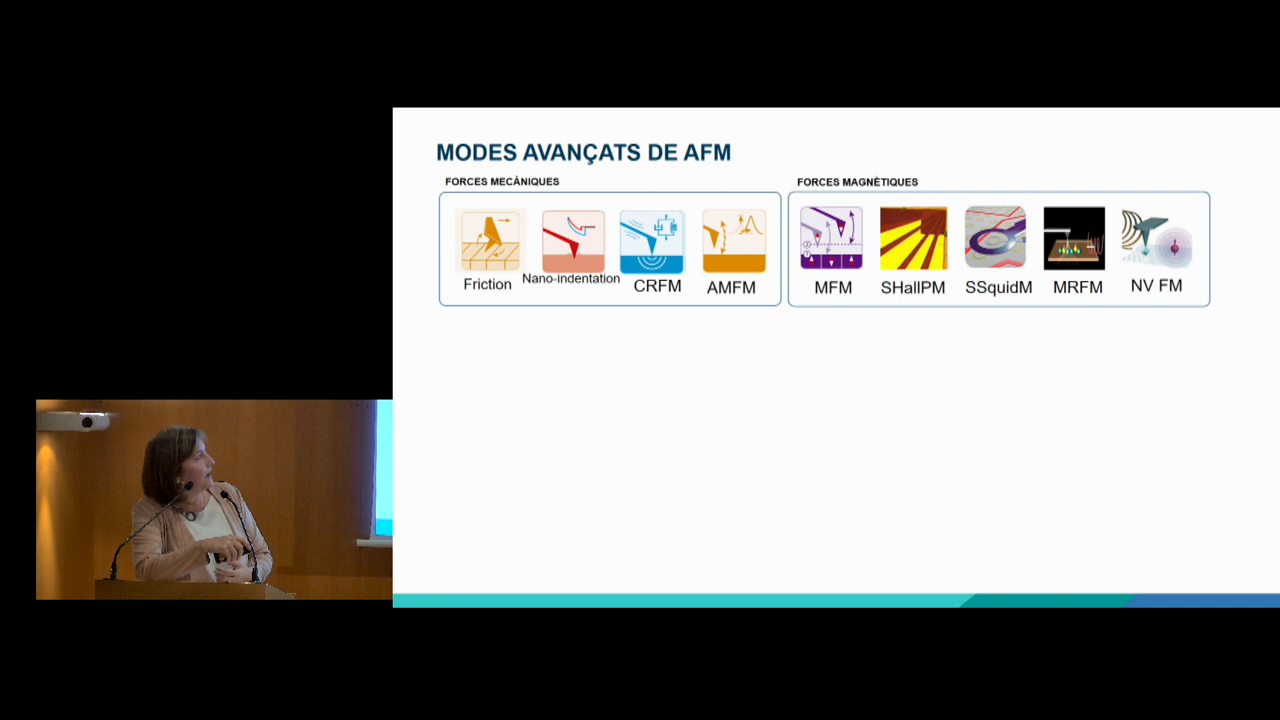 MODES AVANÇATS DE AFM
FORCES MECÀNIQUES
Friction
Nano-indentation
CRFM
AMFM
FORCES MAGNÈTIQUES
MFM
SHallPM
SSquidM
MRFM
NV FM